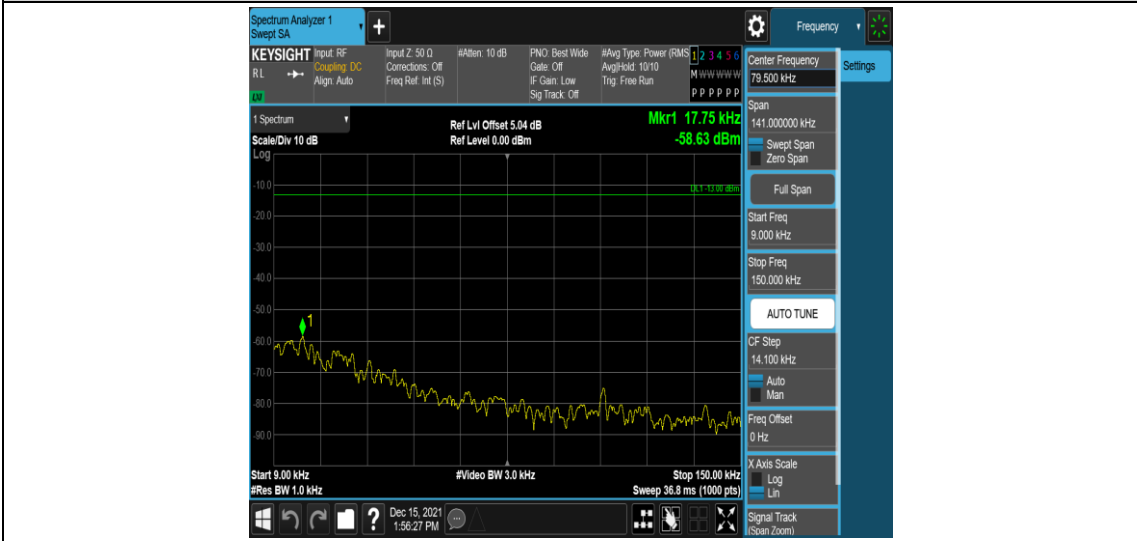 Spectrum Analyzer 1
Swept SA
+
Frequency
KEYSIGHT
RL
Input: RF
Coupling: DC
Align: Auto
Input Z: 50 Ω
Corrections: Off
Freq Ref: Int (S)
#Atten: 10 dB
PNO: Best Wide
Gate: Off
IF Gain: Low
Sig Track: Off
#Avg Type: Power (RMS
Avg|Hold: 10/10
Trig: Free Run
1 2 3 4 5 6
M W W W W W
P P P P P P
1 Spectrum
Scale/Div 10 dB
Log
Ref Lvl Offset 5.04 dB
Ref Level 0.00 dBm
Mkr1 17.75 kHz
-58.63 dBm
DL1 -13.00 dBm
-10.0
-20.0
-30.0
-40.0
-50.0
-60.0
-70.0
-80.0
-90.0
1
Start 9.00 kHz
#Res BW 1.0 kHz
#Video BW 3.0 kHz
Stop 150.00 kHz
Sweep 36.8 ms (1000 pts)
Dec 15, 2021
1:56:27 PM
?
Center Frequency
79.500 kHz
Settings
Span
141.000000 kHz
Swept Span
Zero Span
Full Span
Start Freq
9.000 kHz
Stop Freq
150.000 kHz
AUTO TUNE
CF Step
14.100 kHz
Auto
Man
Freq Offset
0 Hz
X Axis Scale
Log
Lin
Signal Track
(Span Zoom)